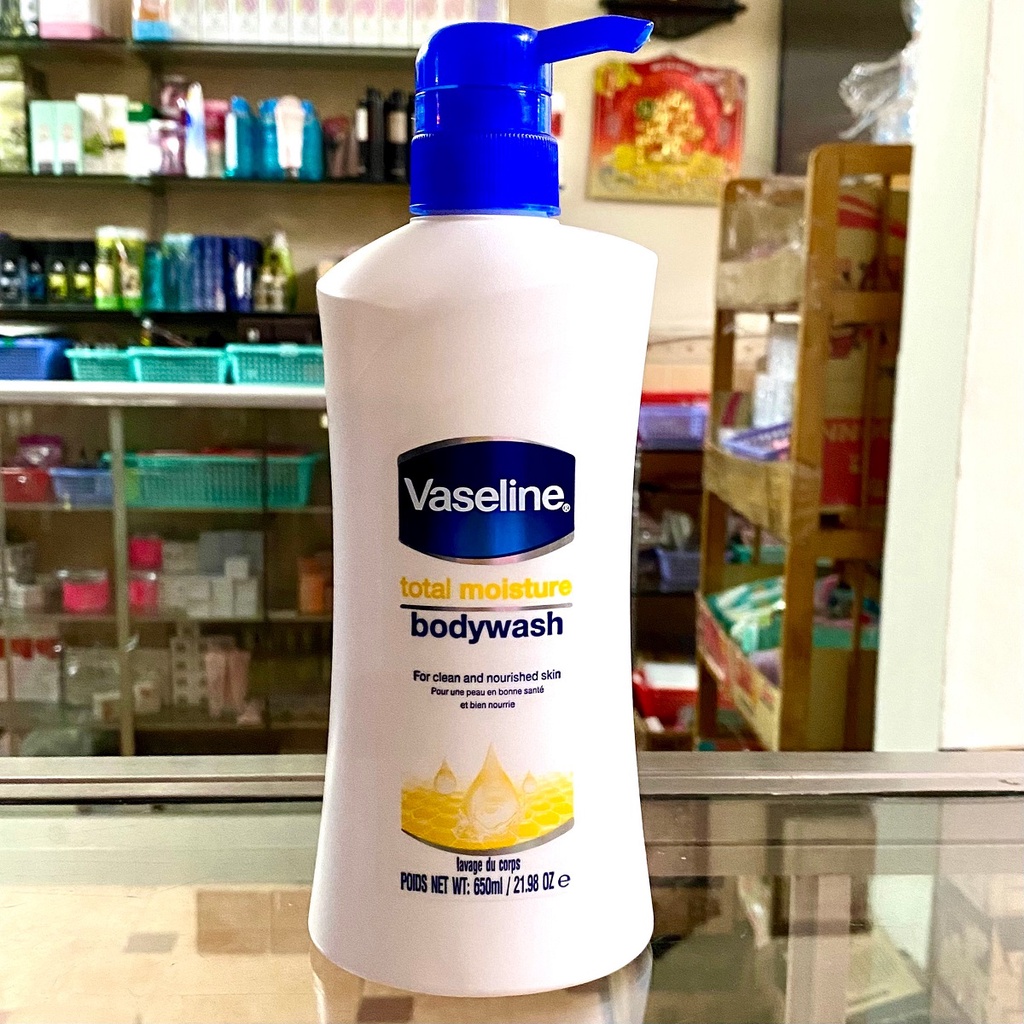 Vaseline®
total moisture
bodywash
For clean and nourished skin
Pour une peau en bonne santé
et bien nourrie
lavage du corps
POIDS NET WT: 650ml / 21.98 OZ ℮